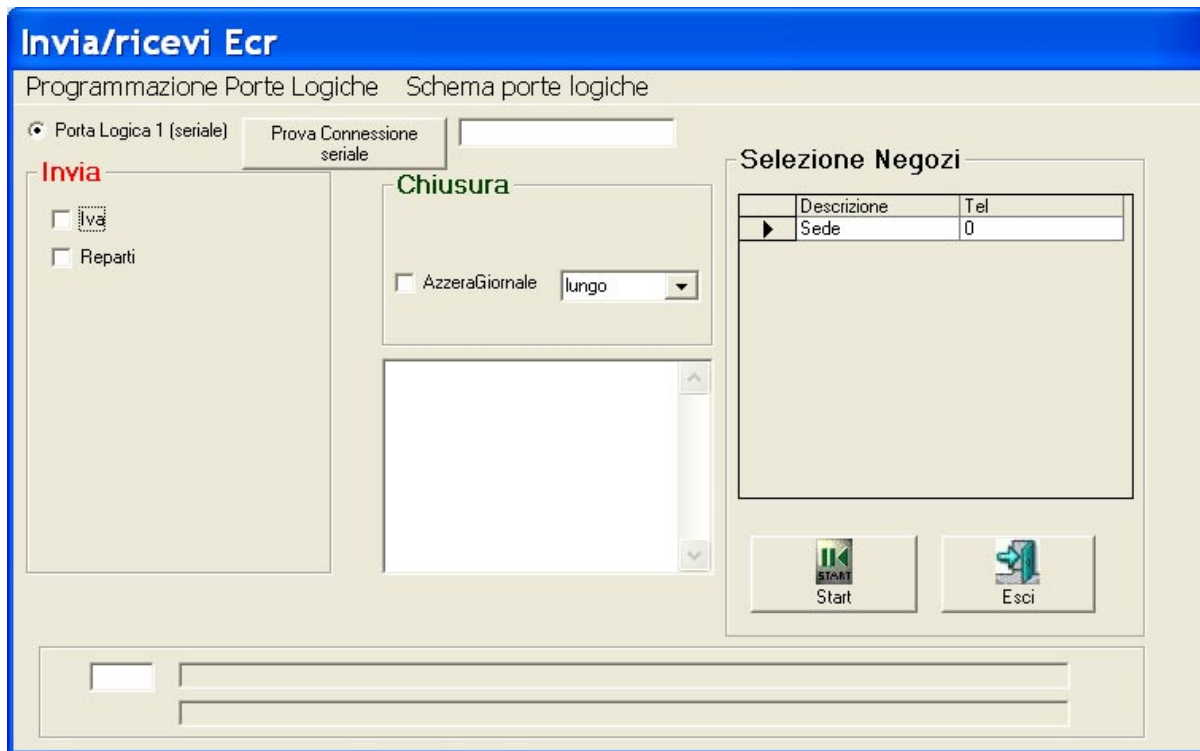 Invia/ricevi Ecr
Programmazione Porte Logiche Schema porte logiche
Porta Logica 1 (seriale)
Prova Connessione
seriale
Invia
Iva
Reparti
Chiusura
AzzeraGiornale lungo
Selezione Negozi
Descrizione Tel
Sede 0
START
Start
Esci